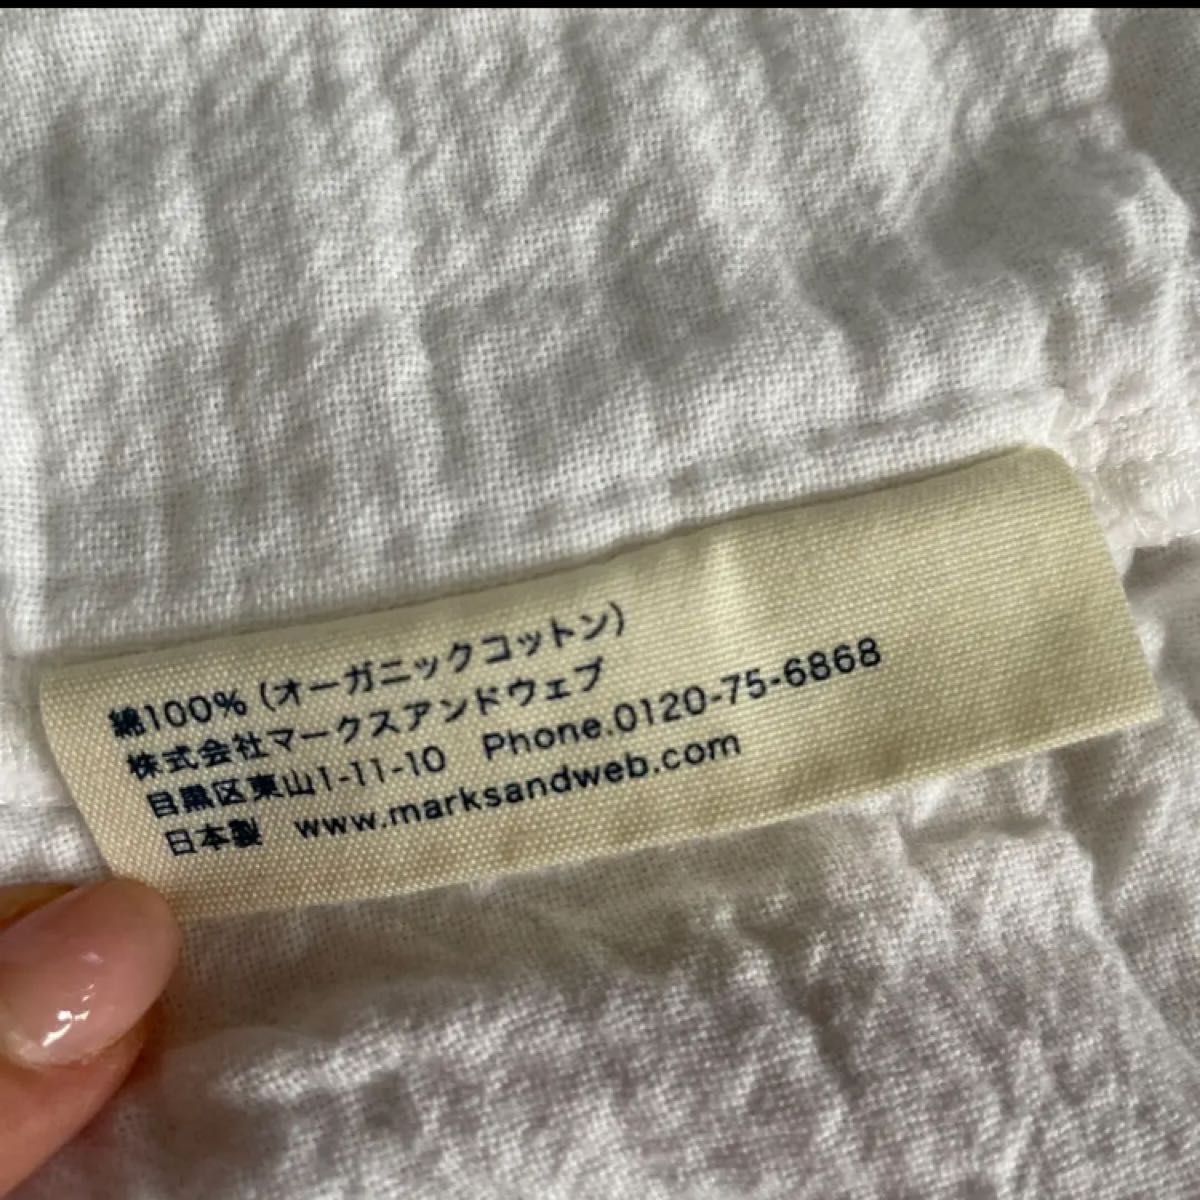 綿100% (オーガニックコットン)
株式会社マークスアンドウェブ
目黒区東山1-11-10 Phone.0120-75-6868
日本製 www.marksandweb.com